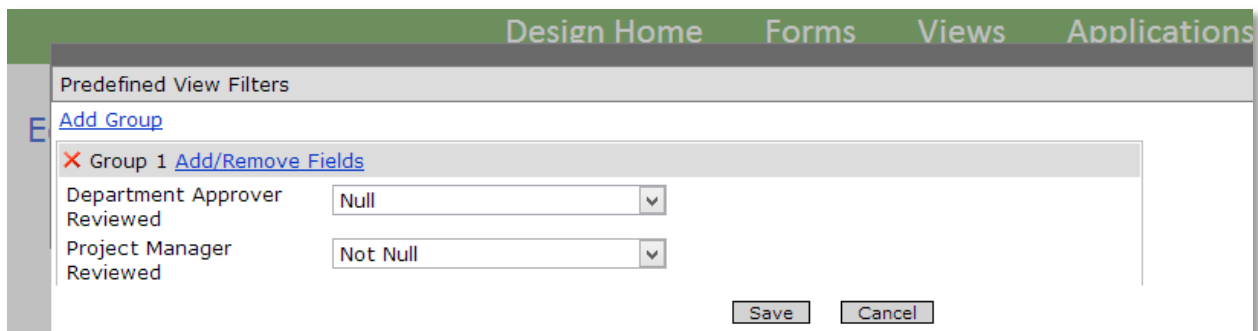 Design Home Forms Views Applications
Predefined View Filters
Add Group
Group 1 Add/Remove Fields
Department Approver
Reviewed
Null
Project Manager
Reviewed
Not Null
Save Cancel